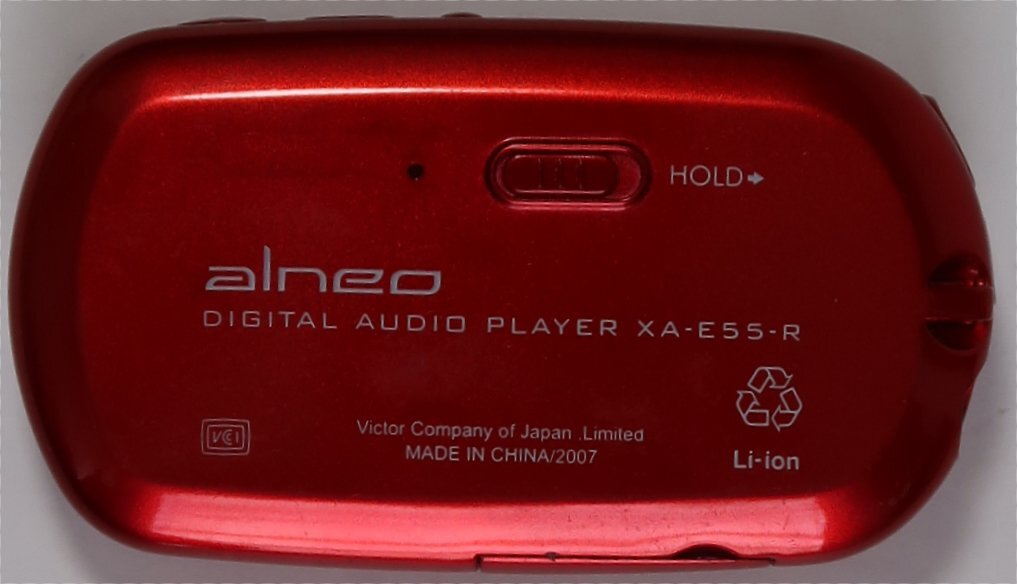 HOLD
alneo
DIGITAL AUDIO PLAYER XA-E55-R
VCCI
Victor Company of Japan .Limited
MADE IN CHINA/2007
Li-ion